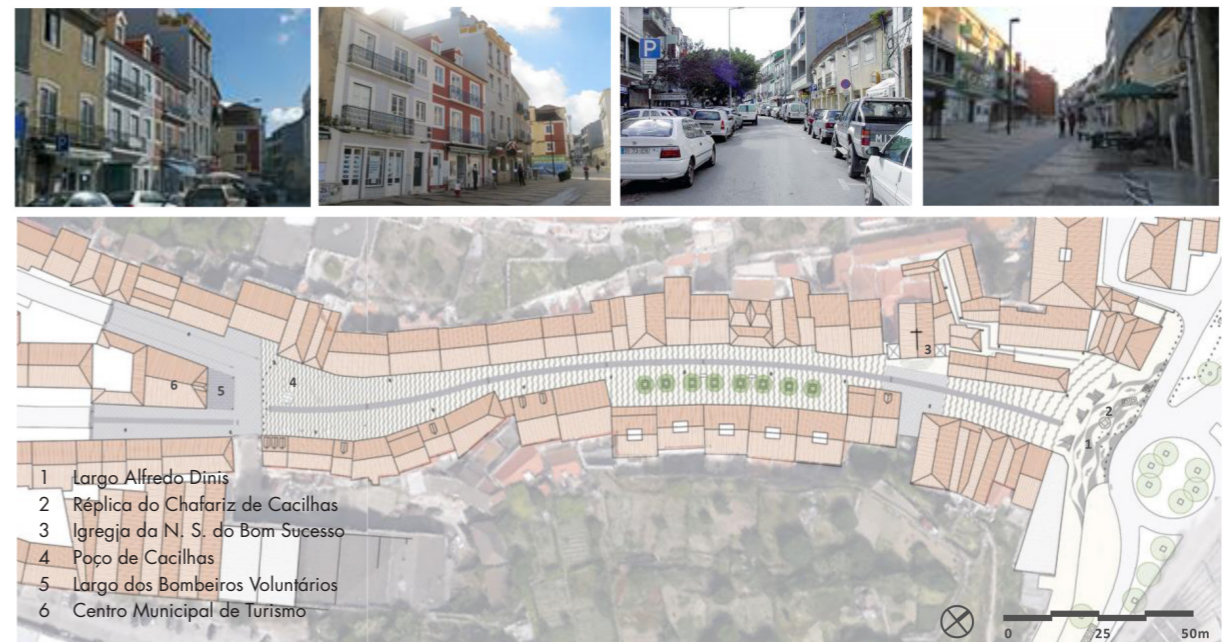 P
MIT
6
5
4
3
2
1
1 Largo Alfredo Dinis
2 Réplica do Chafariz de Cacilhas
3 Igregja da N. S. do Bom Sucesso
4 Poço de Cacilhas
5 Largo dos Bombeiros Voluntários
6 Centro Municipal de Turismo
0 25 50m